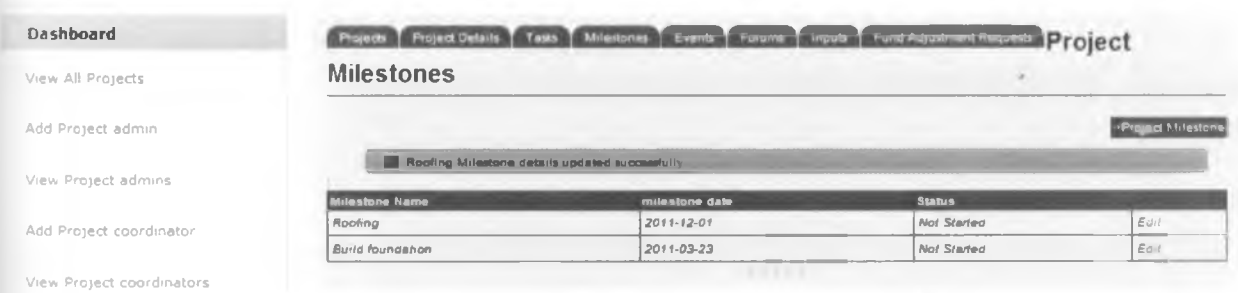 Dashboard
View All Projects
Add Project admin
View Project admins
Add Project coordinator
View Project coordinators
Projects Project Details Tasks Milestones Events Forums Inputs Fund Adjustment Requests Project
Milestones
+Project Milestone
Roofing Milestone details updated successfully
Milestone Name milestone date Status
Roofing 2011-12-01 Not Started Edit
Build foundation 2011-03-23 Not Started Edit